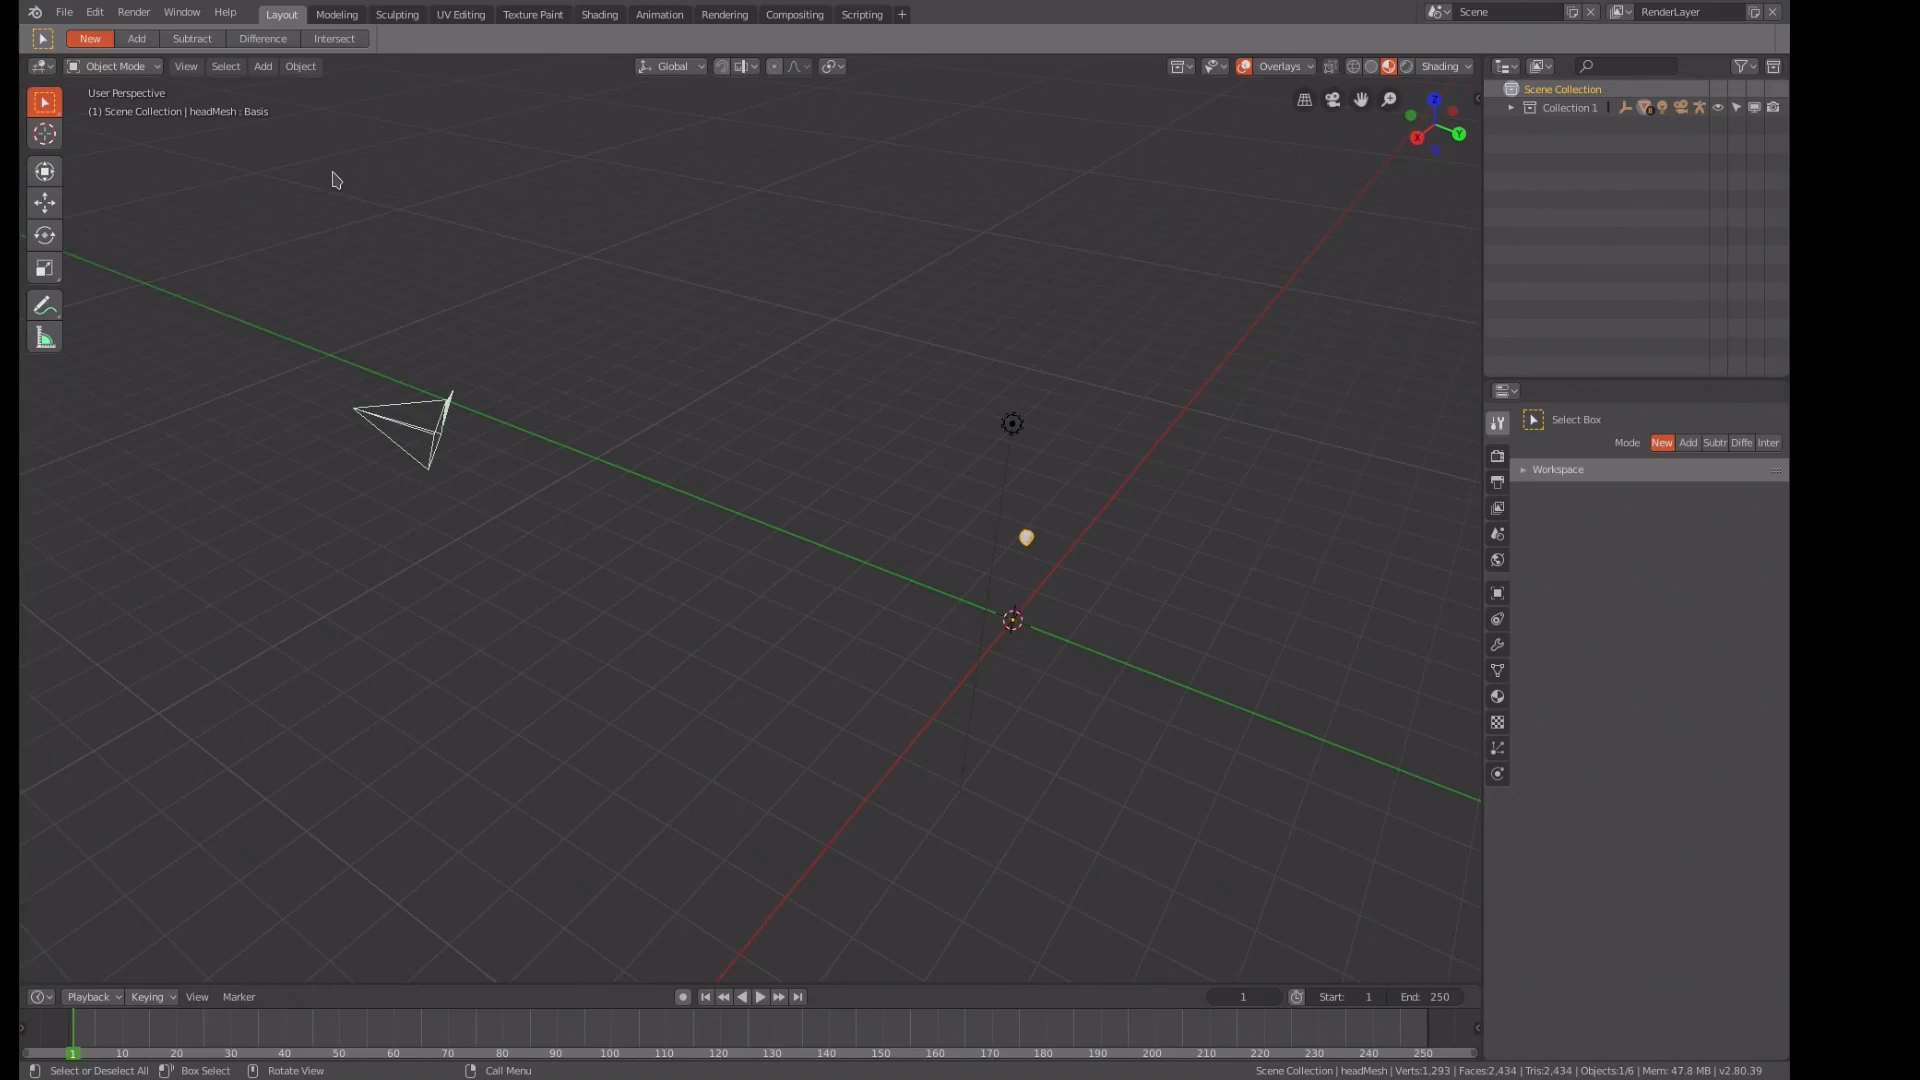 File Edit Render Window Help Layout Modeling Sculpting UV Editing Texture Paint Shading Animation Rendering Compositing Scripting + Scene RenderLayer
New Add Subtract Difference Intersect
Object Mode View Select Add Object Global Overlays Shading
User Perspective
(1) Scene Collection | headMesh : Basis
Z
X
Y
Scene Collection
Collection 1
Select Box
Mode New Add Subtr Diffe Inter
Workspace
Playback Keying View Marker 1 Start: 1 End: 250
1 10 20 30 40 50 60 70 80 90 100 110 120 130 140 150 160 170 180 190 200 210 220 230 240 250
Select or Deselect All Box Select Rotate View Call Menu Scene Collection | headMesh | Verts:1,293 | Faces:2,434 | Tris:2,434 | Objects:1/6 | Mem: 47.8 MB | v2.80.39